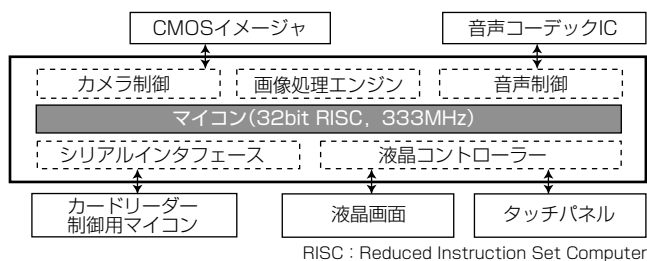 CMOSイメージャ
音声コーデックIC
カメラ制御
画像処理エンジン
音声制御
マイコン(32bit RISC，333MHz)
シリアルインタフェース
液晶コントローラー
カードリーダー
制御用マイコン
液晶画面
タッチパネル
RISC：Reduced Instruction Set Computer